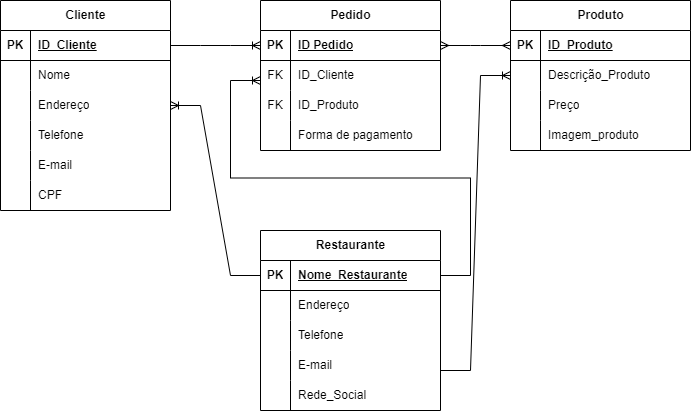 Cliente
PK ID_Cliente
Nome
Endereço
Telefone
E-mail
CPF
Pedido
PK ID Pedido
FK ID_Cliente
FK ID_Produto
Forma de pagamento
Produto
PK ID_Produto
Descrição_Produto
Preço
Imagem_produto
Restaurante
PK Nome_Restaurante
Endereço
Telefone
E-mail
Rede_Social